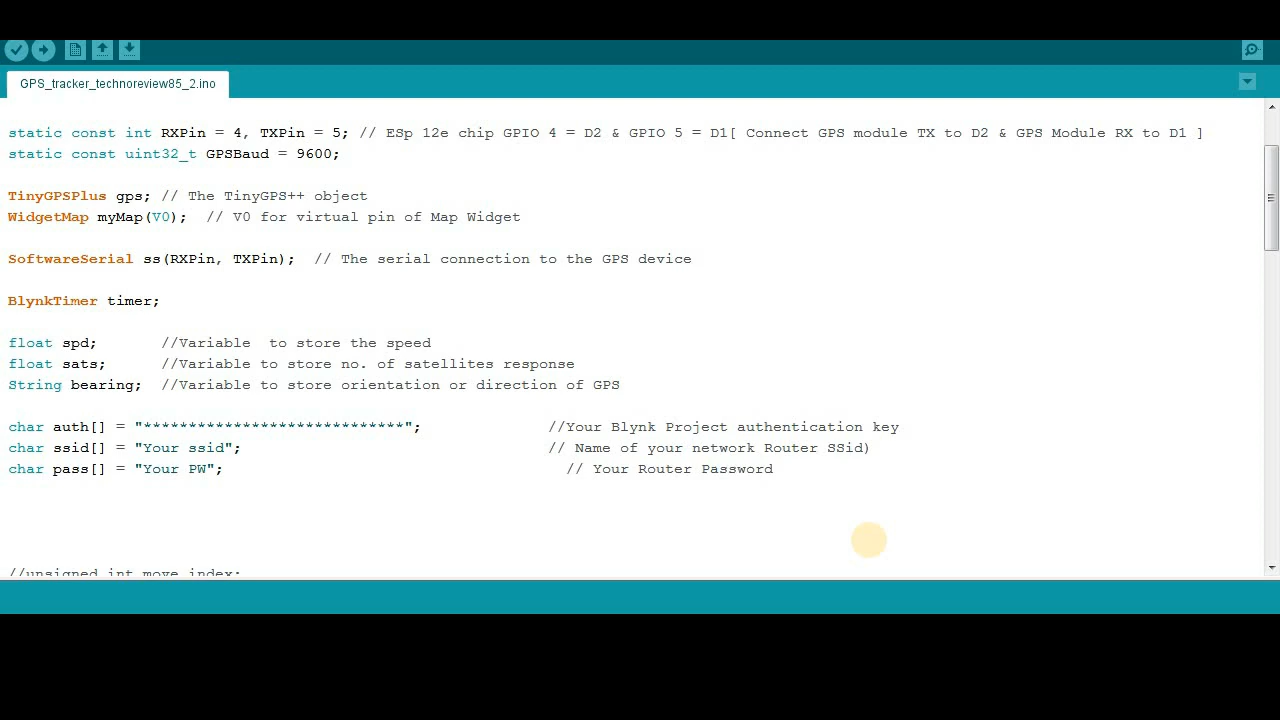 GPS_tracker_technoreview85_2.ino
static const int RXPin = 4, TXPin = 5; // ESp 12e chip GPIO 4 = D2 & GPIO 5 = D1[ Connect GPS module TX to D2 & GPS Module RX to D1 ]
static const uint32_t GPSBaud = 9600;
TinyGPSPlus gps; // The TinyGPS++ object
WidgetMap myMap(V0);  // V0 for virtual pin of Map Widget
SoftwareSerial ss(RXPin, TXPin);  // The serial connection to the GPS device
BlynkTimer timer;
float spd;       //Variable  to store the speed
float sats;      //Variable to store no. of satellites response
String bearing;  //Variable to store orientation or direction of GPS
char auth[] = "*****************************";              //Your Blynk Project authentication key
char ssid[] = "Your ssid";                                  // Name of your network Router SSid)
char pass[] = "Your PW";                                      // Your Router Password
//unsigned int move_index;